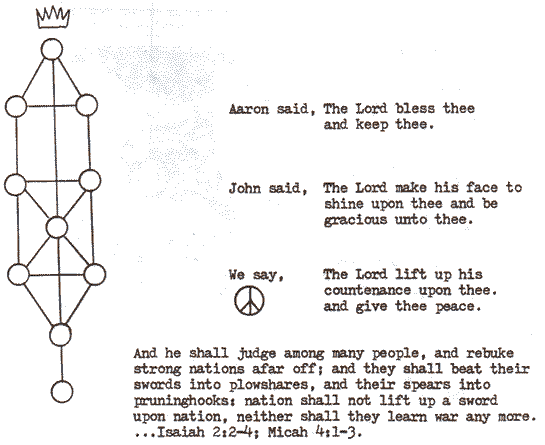 Aaron said, The Lord bless thee
and keep thee.
John said, The Lord make his face to
shine upon thee and be
gracious unto thee.
We say, The Lord lift up his
countenance upon thee.
and give thee peace.
And he shall judge among many people, and rebuke
strong nations afar off; and they shall beat their
swords into plowshares, and their spears into
pruninghooks: nation shall not lift up a sword
upon nation, neither shall they learn war any more.
...Isaiah 2:2-4; Micah 4:1-3.